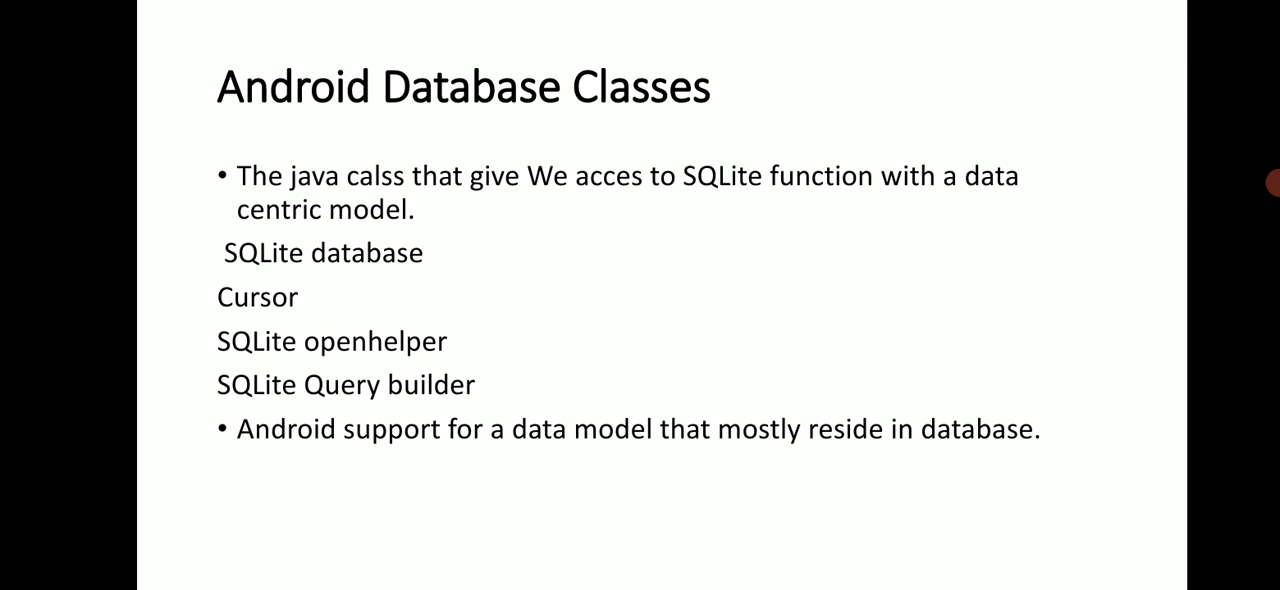 Android Database Classes
• The java calss that give We acces to SQLite function with a data
centric model.
SQLite database
Cursor
SQLite openhelper
SQLite Query builder
• Android support for a data model that mostly reside in database.